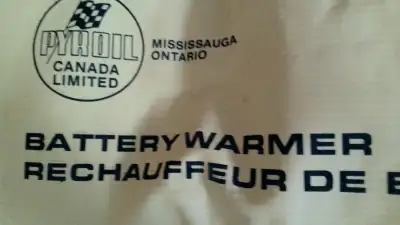 PYROIL
CANADA
LIMITED
MISSISSAUGA
ONTARIO
BATTERY WARMER
RECHAUFFEUR DE